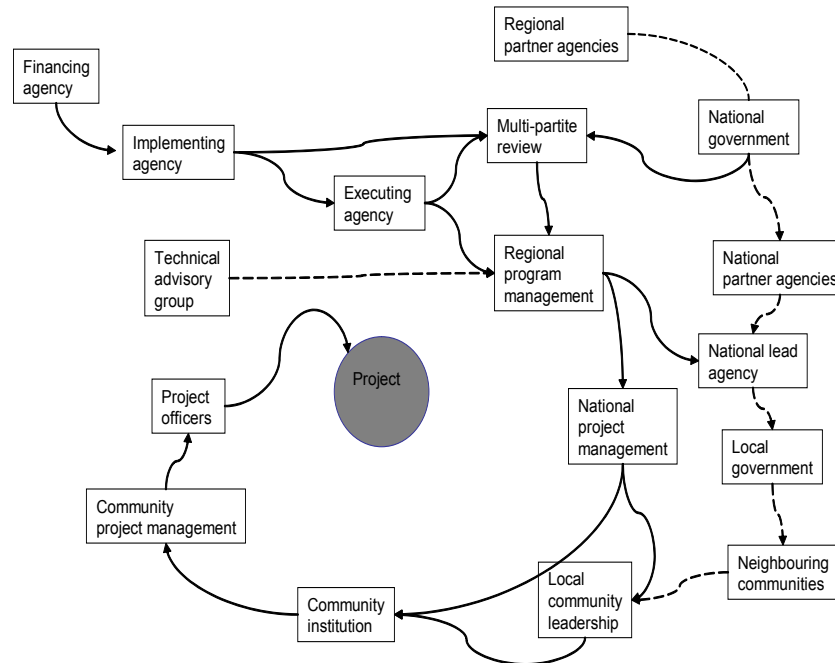 Regional
partner agencies
Financing
agency
Implementing
agency
Multi-partite
review
National
government
Executing
agency
Technical
advisory
group
Regional
program
management
National
partner agencies
Project
National lead
agency
Project
officers
National
project
management
Local
government
Community
project management
Neighbouring
communities
Community
institution
Local
community
leadership